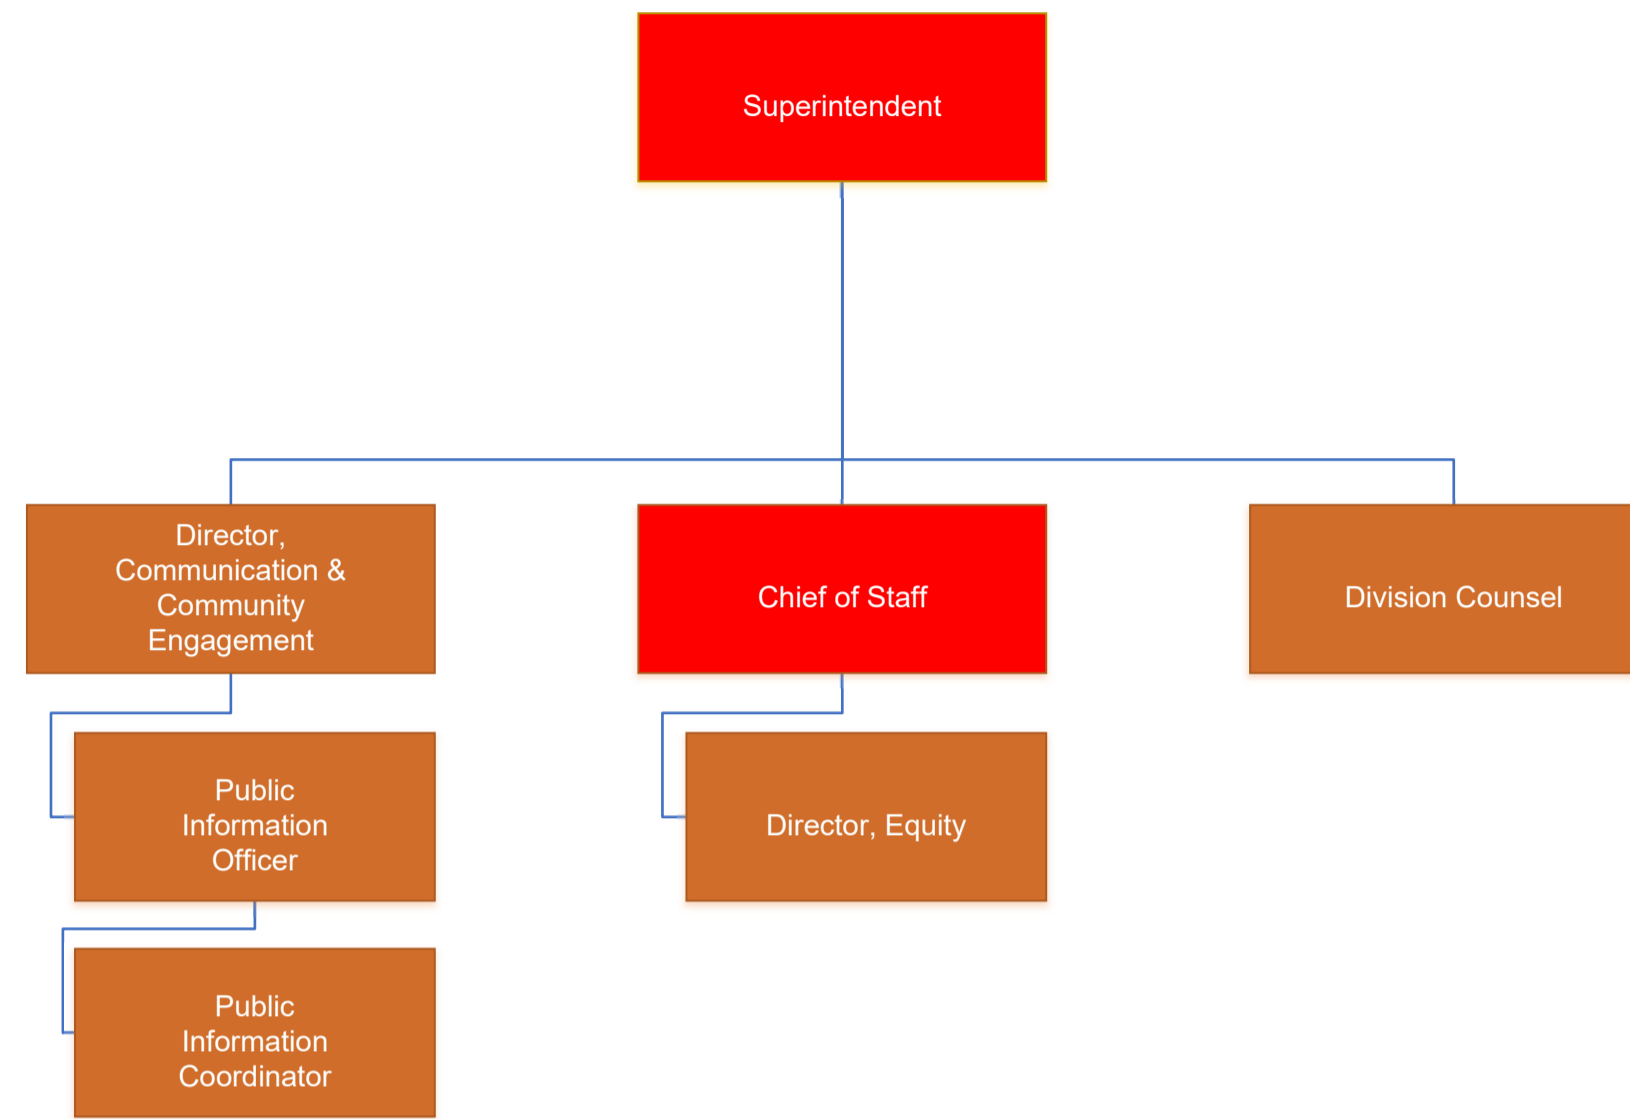 Superintendent
Director,
Communication &
Community
Engagement
Chief of Staff
Division Counsel
Public
Information
Officer
Director, Equity
Public
Information
Coordinator